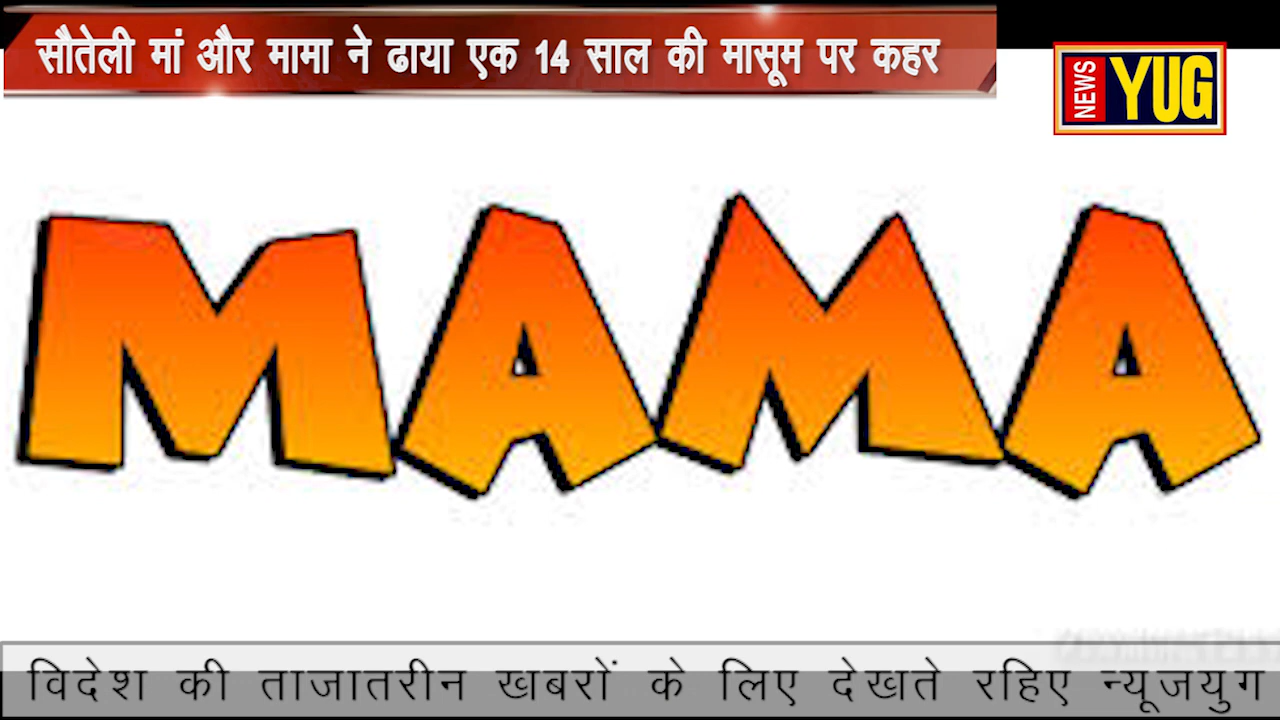 सौतेली मां और मामा ने ढाया एक 14 साल की मासूम पर कहर
NEWS YUG
MAMA
विदेश की ताजातरीन खबरों के लिए देखते रहिए न्यूजयुग